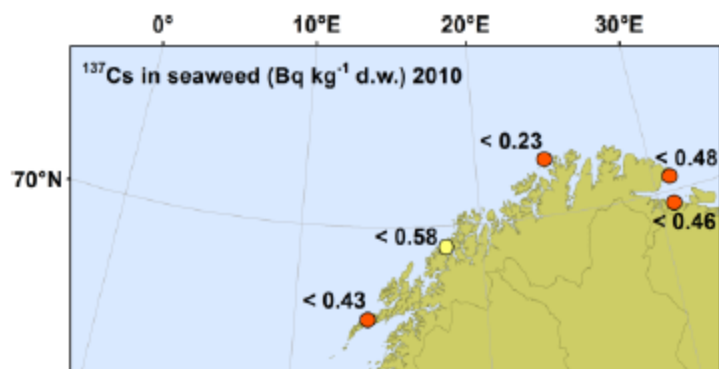 0° 10°E 20°E 30°E
¹³⁷Cs in seaweed (Bq kg⁻¹ d.w.) 2010
< 0.23
< 0.48
70°N
< 0.46
< 0.58
< 0.43